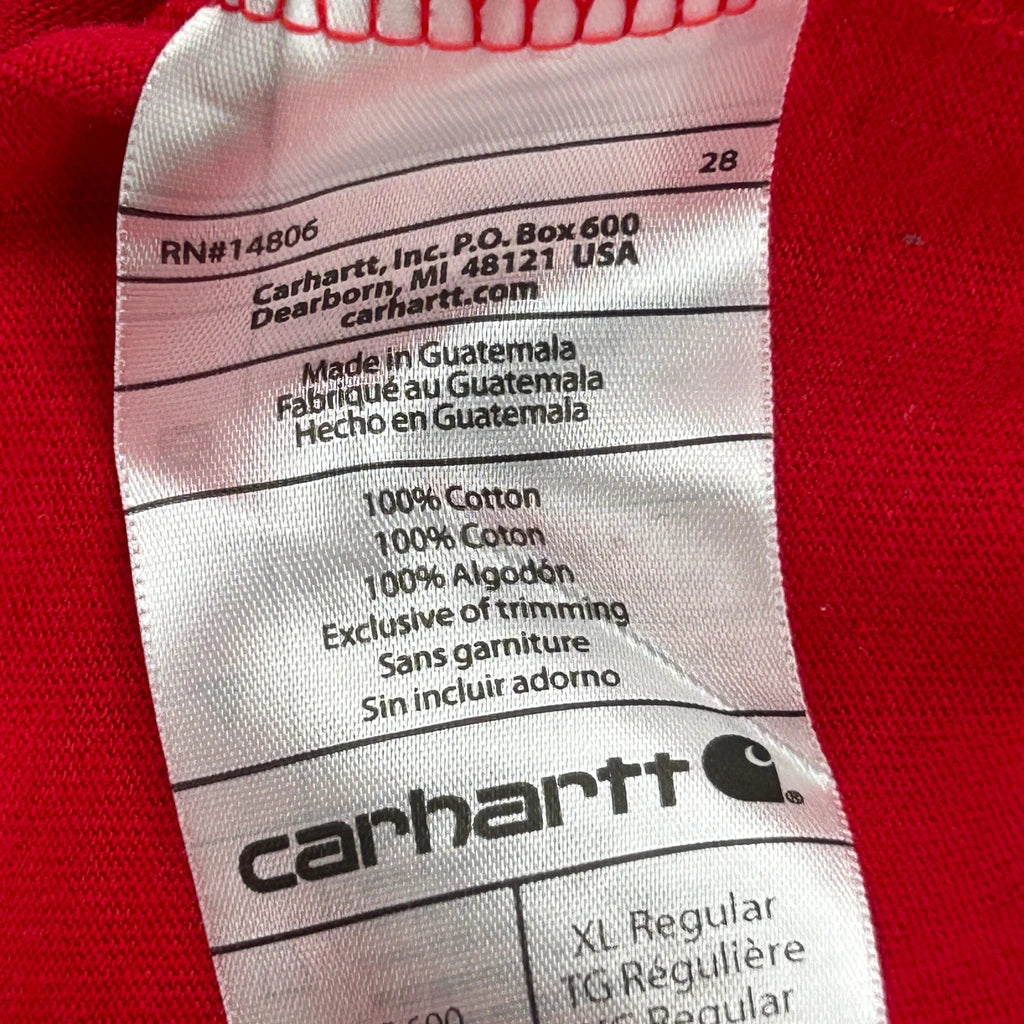 28
RN#14806
Carhartt, Inc. P.O. Box 600
Dearborn, MI 48121 USA
carhartt.com
Made in Guatemala
Fabriqué au Guatemala
Hecho en Guatemala
100% Cotton
100% Coton
100% Algodón
Exclusive of trimming
Sans garniture
Sin incluir adorno
carhartt®
XL Regular
TG Régulière
Regular